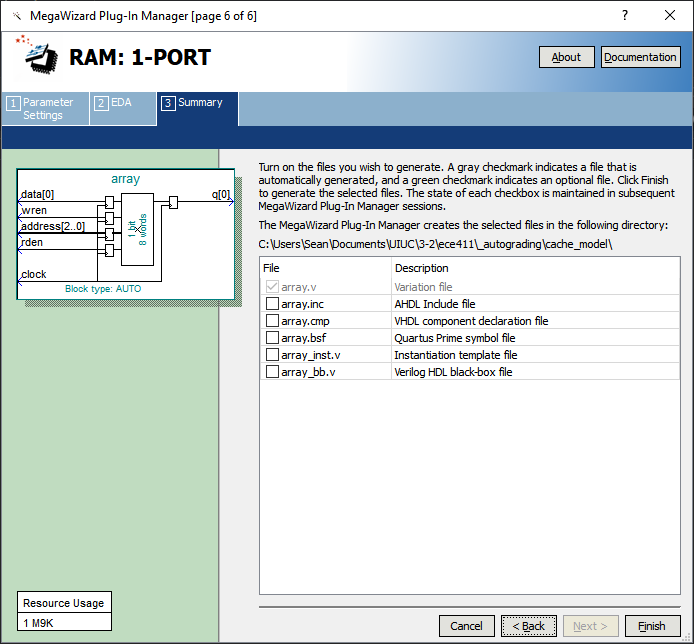 MegaWizard Plug-In Manager [page 6 of 6]
?
RAM: 1-PORT
About
Documentation
1 Parameter Settings
2 EDA
3 Summary
array
data[0]
q[0]
wren
address[2..0]
rden
clock
1 bit
8 words
Block type: AUTO
Turn on the files you wish to generate. A gray checkmark indicates a file that is
automatically generated, and a green checkmark indicates an optional file. Click Finish
to generate the selected files. The state of each checkbox is maintained in subsequent
MegaWizard Plug-In Manager sessions.
The MegaWizard Plug-In Manager creates the selected files in the following directory:
C:\Users\Sean\Documents\UIUC\3-2\ece411\_autograding\cache_model\
File Description
array.v Variation file
array.inc AHDL Include file
array.cmp VHDL component declaration file
array.bsf Quartus Prime symbol file
array_inst.v Instantiation template file
array_bb.v Verilog HDL black-box file
Resource Usage
1 M9K
Cancel
< Back
Next >
Finish